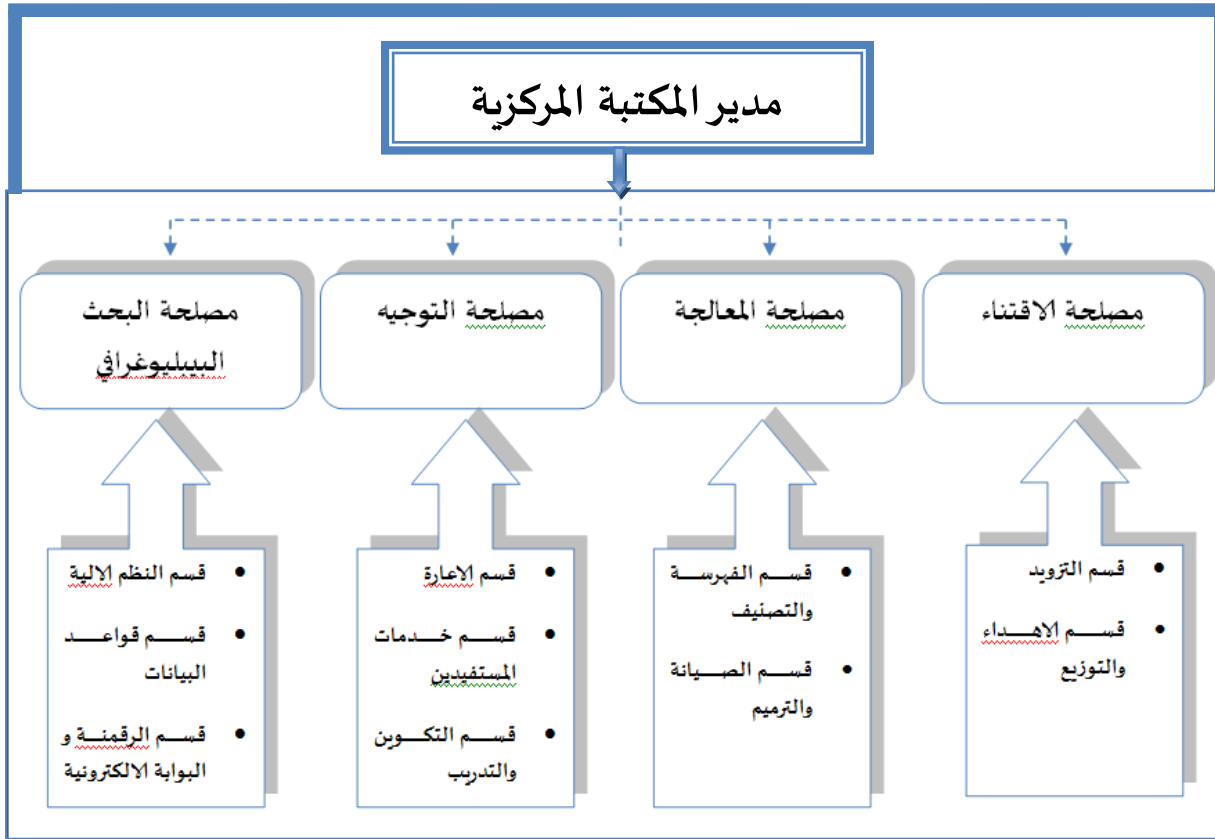 مدير المكتبة المركزية
مصلحة الاقتناء
مصلحة المعالجة
مصلحة التوجيه
مصلحة البحث
البيبليوغرافي
• قسم التزويد
• قسم الاهداء
والتوزيع
• قسم الفهرسة
والتصنيف
• قسم الصيانة
والترميم
• قسم الاعارة
• قسم خدمات
المستفيدين
• قسم التكوين
والتدريب
• قسم النظم الالية
• قسم قواعد
البيانات
• قسم الرقمنة و
البوابة الالكترونية